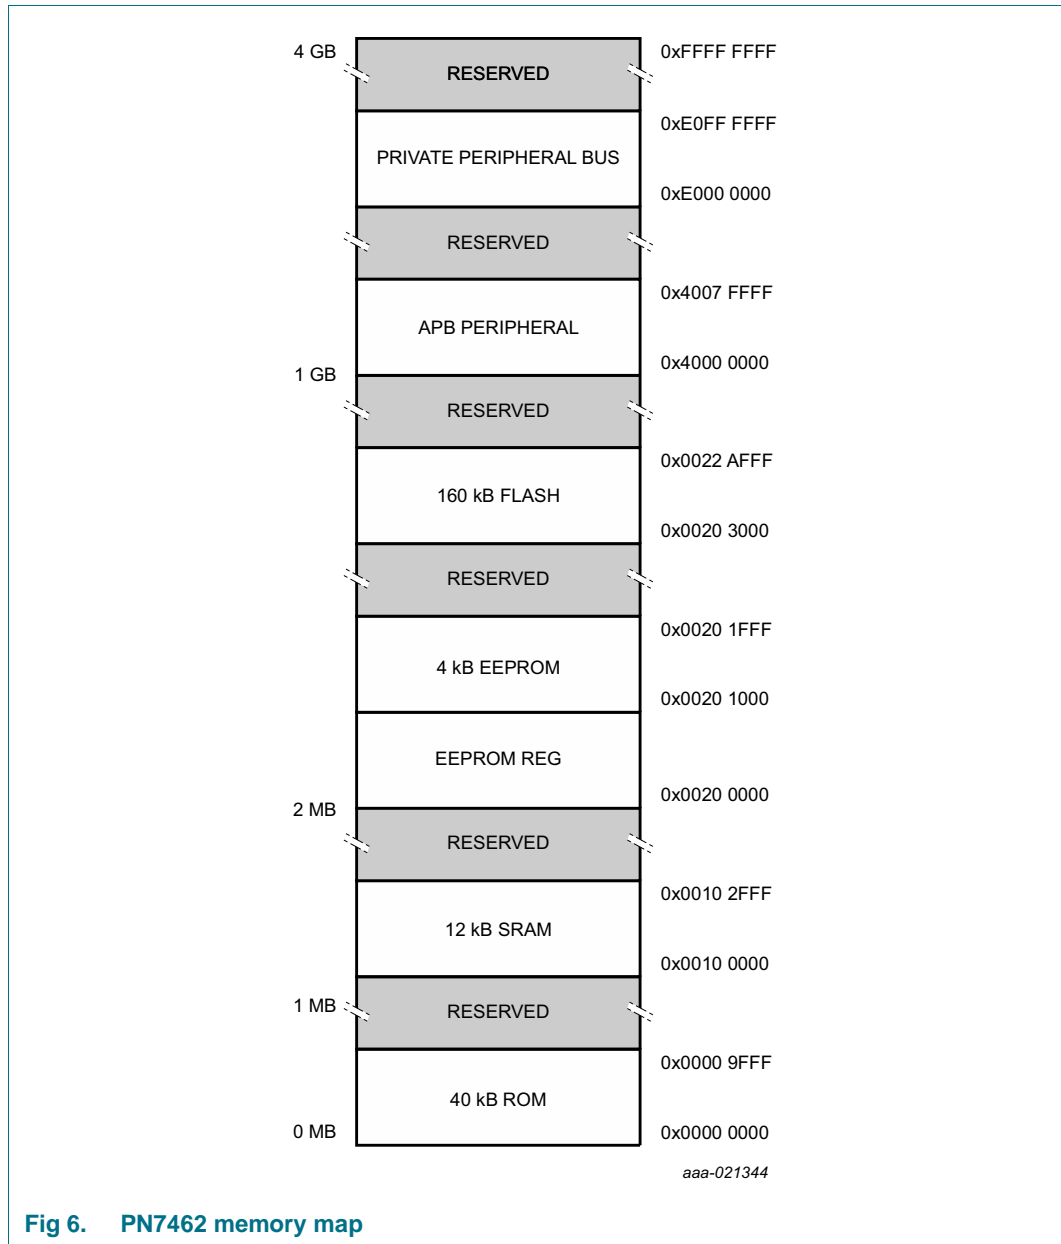 4 GB
RESERVED
0xFFFF FFFF
0xE0FF FFFF
PRIVATE PERIPHERAL BUS
0xE000 0000
RESERVED
0x4007 FFFF
APB PERIPHERAL
0x4000 0000
1 GB
RESERVED
0x0022 AFFF
160 kB FLASH
0x0020 3000
RESERVED
0x0020 1FFF
4 kB EEPROM
0x0020 1000
EEPROM REG
0x0020 0000
2 MB
RESERVED
0x0010 2FFF
12 kB SRAM
0x0010 0000
1 MB
RESERVED
0x0000 9FFF
40 kB ROM
0 MB
0x0000 0000
aaa-021344
Fig 6. PN7462 memory map